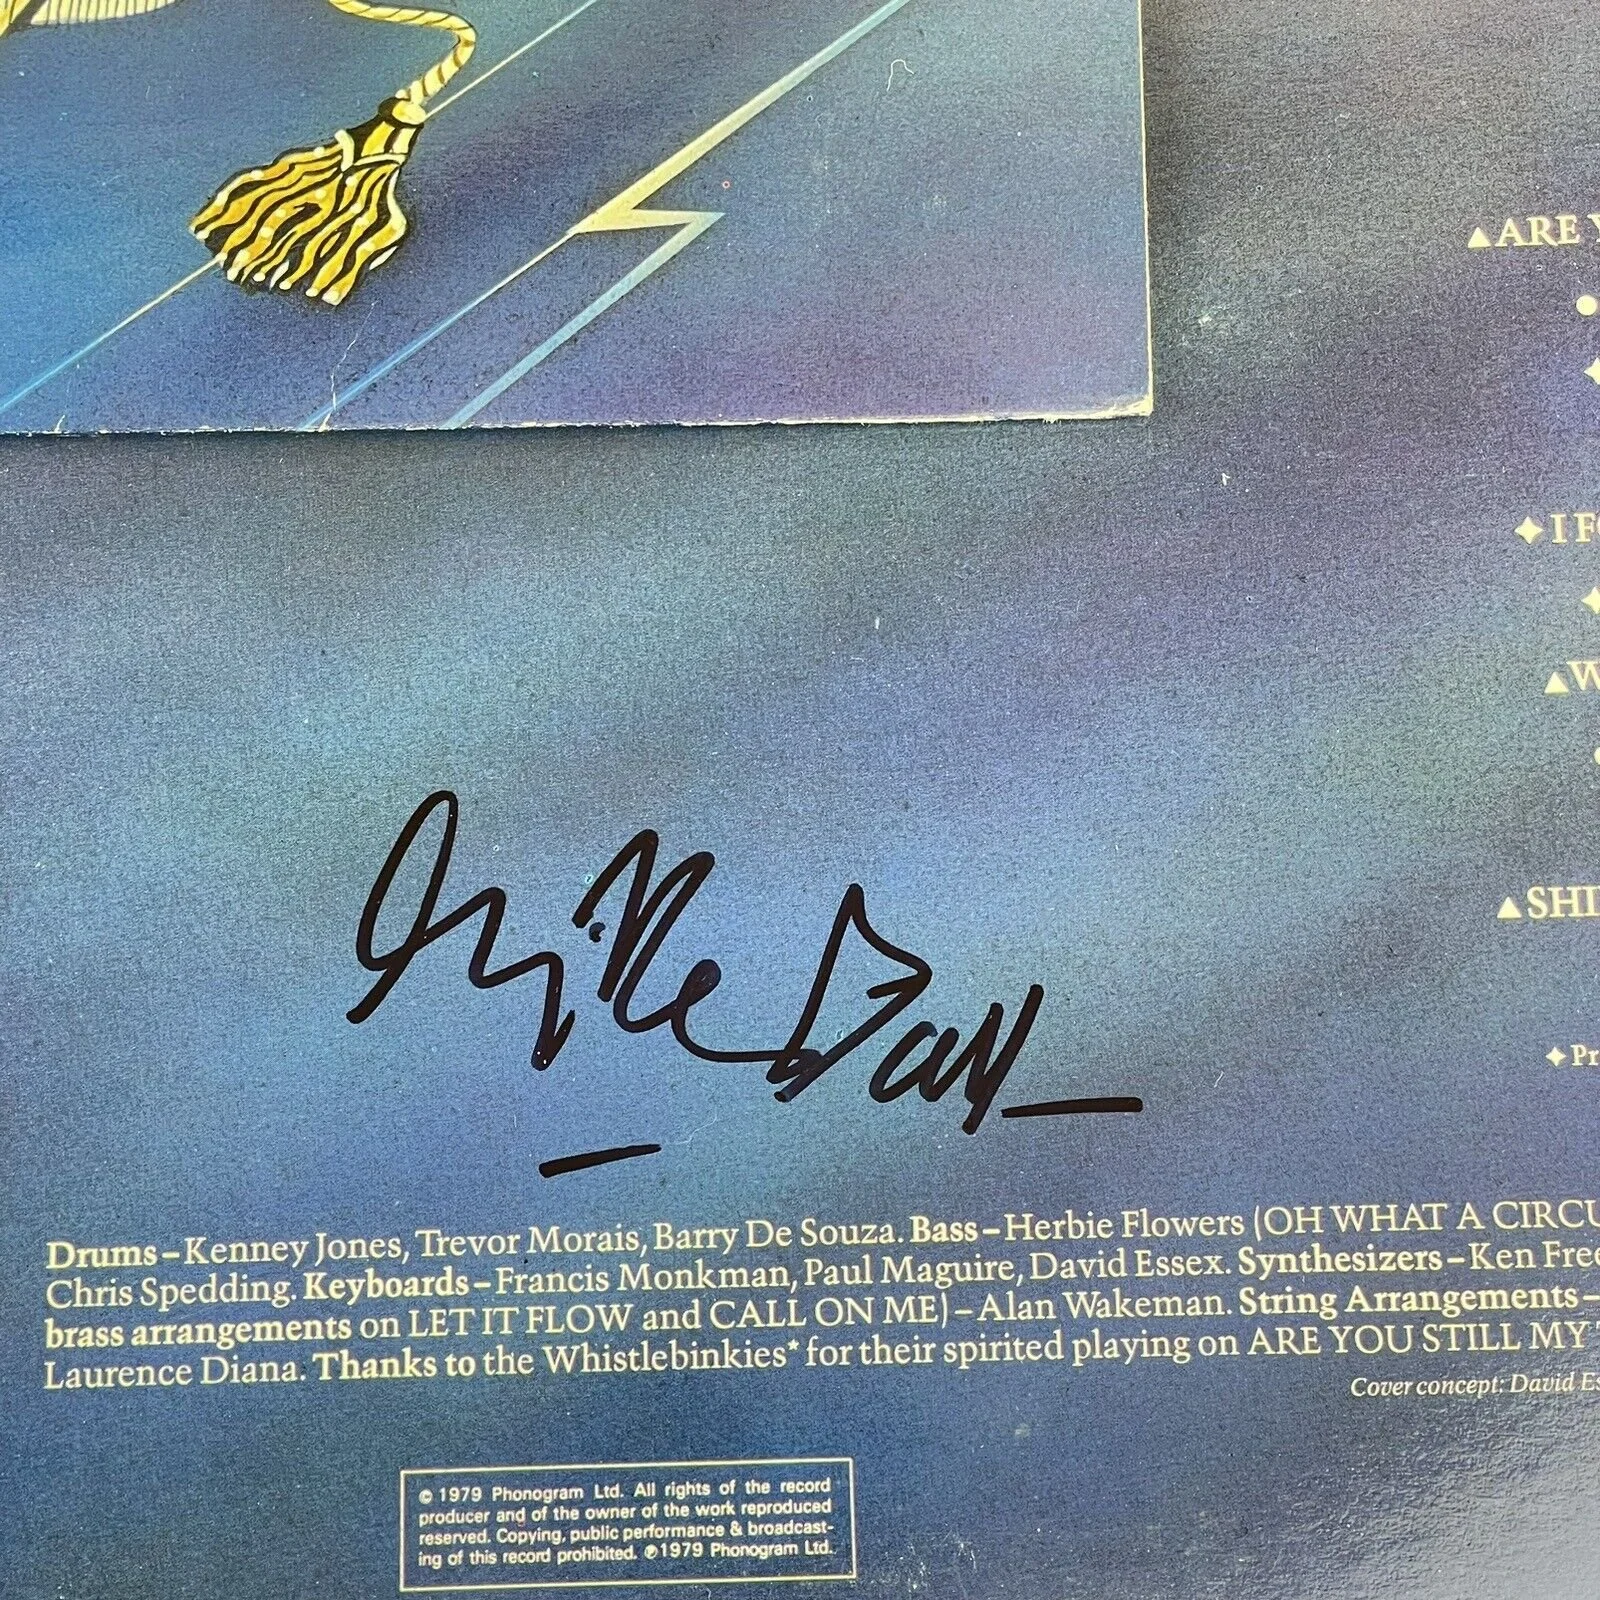 ▲ARE
✦I
▲W
▲SHI
✦Pr
Mike Batt
Drums–Kenney Jones, Trevor Morais, Barry De Souza. Bass–Herbie Flowers (OH WHAT A CIRCU
Chris Spedding. Keyboards–Francis Monkman, Paul Maguire, David Essex. Synthesizers–Ken Free
brass arrangements on LET IT FLOW and CALL ON ME)–Alan Wakeman. String Arrangements–
Laurence Diana. Thanks to the Whistlebinkies* for their spirited playing on ARE YOU STILL MY
Cover concept: David Es
© 1979 Phonogram Ltd. All rights of the record
producer and of the owner of the work reproduced
reserved. Copying, public performance & broadcast-
ing of this record prohibited. ℗1979 Phonogram Ltd.